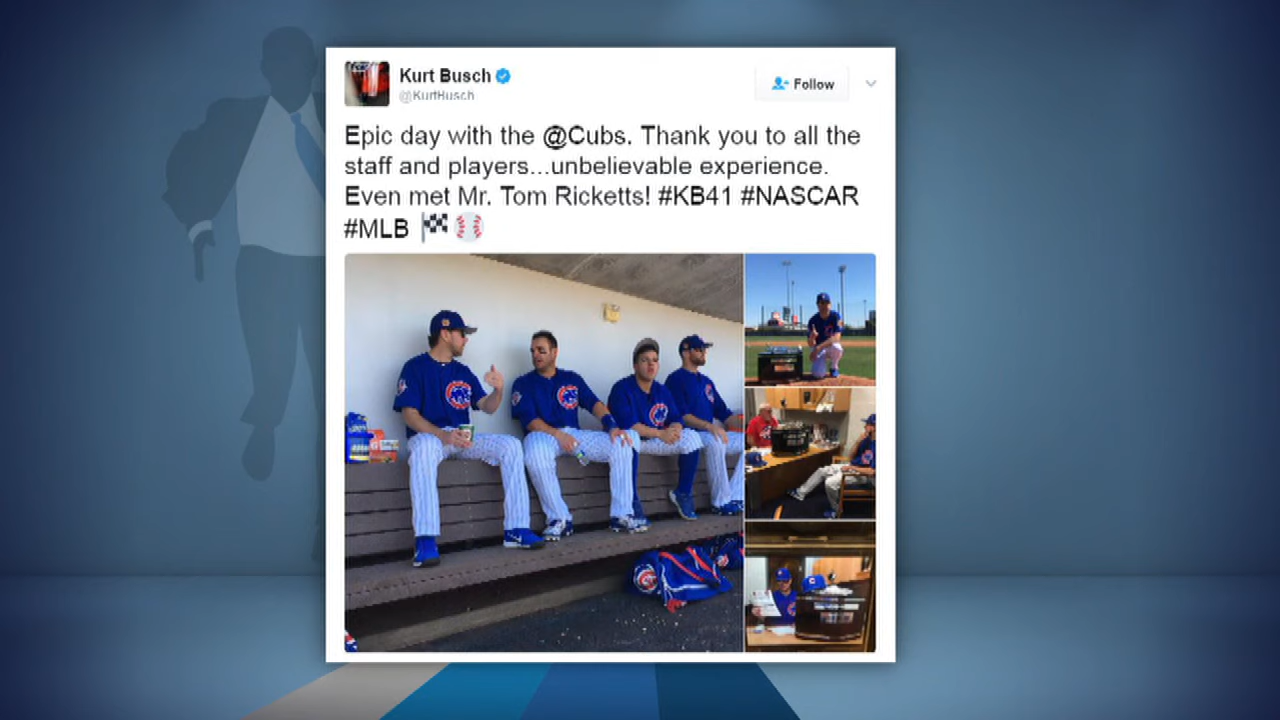 Kurt Busch
@KurtBusch
Follow
Epic day with the @Cubs. Thank you to all the
staff and players...unbelievable experience.
Even met Mr. Tom Ricketts! #KB41 #NASCAR
#MLB